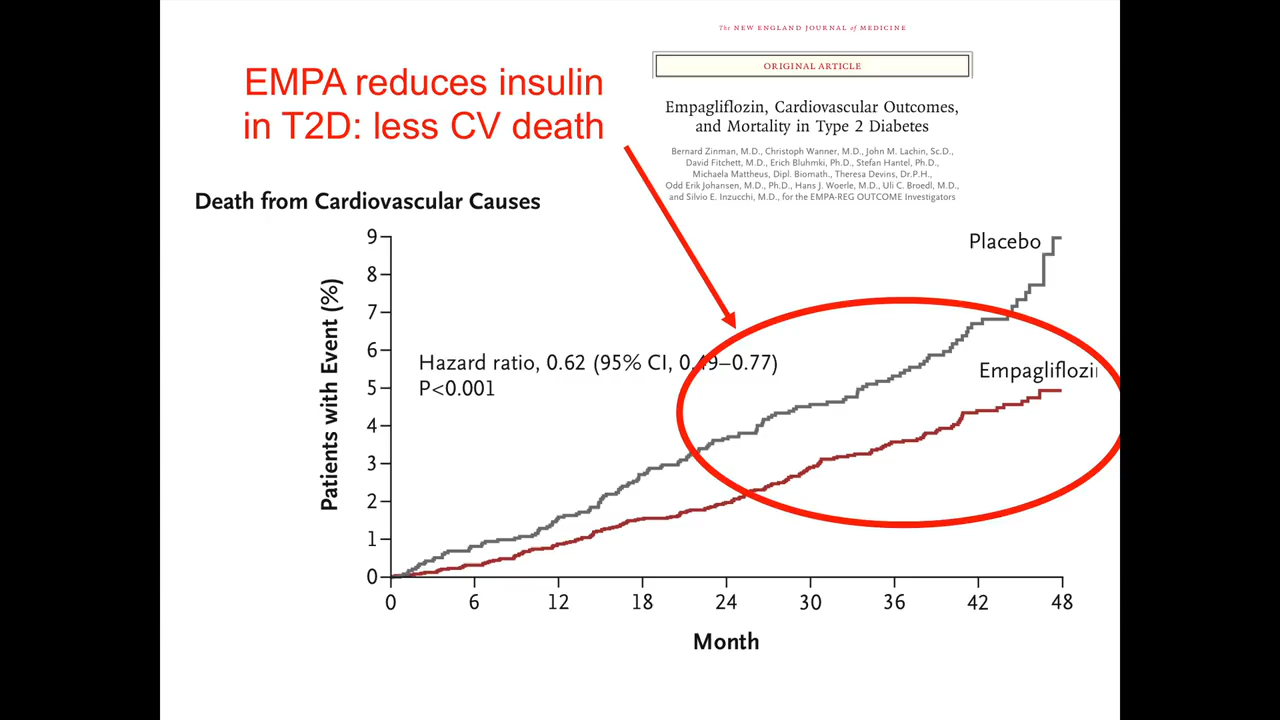 The NEW ENGLAND JOURNAL of MEDICINE
ORIGINAL ARTICLE
EMPA reduces insulin
in T2D: less CV death
Empagliflozin, Cardiovascular Outcomes,
and Mortality in Type 2 Diabetes
Bernard Zinman, M.D., Christoph Wanner, M.D., John M. Lachin, Sc.D.,
David Fitchett, M.D., Erich Bluhmki, Ph.D., Stefan Hantel, Ph.D.,
Michaela Mattheus, Dipl. Biomath., Theresa Devins, Dr.P.H.,
Odd Erik Johansen, M.D., Ph.D., Hans J. Woerle, M.D., Uli C. Broedl, M.D.,
and Silvio E. Inzucchi, M.D., for the EMPA-REG OUTCOME Investigators
Death from Cardiovascular Causes
Patients with Event (%)
9
8
7
6
5
4
3
2
1
0
Placebo
Hazard ratio, 0.62 (95% CI, 0.49–0.77)
P<0.001
Empagliflozi
0 6 12 18 24 30 36 42 48
Month